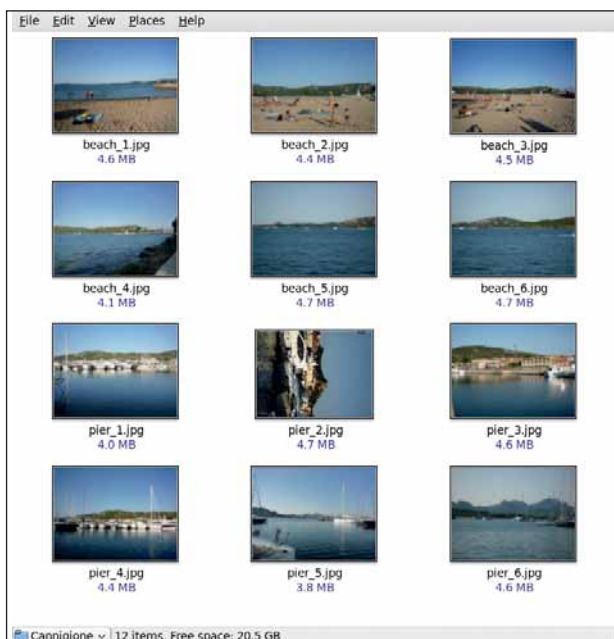 File Edit View Places Help
beach_1.jpg beach_2.jpg beach_3.jpg
4.6 MB 4.4 MB 4.5 MB
beach_4.jpg beach_5.jpg beach_6.jpg
4.1 MB 4.7 MB 4.7 MB
pier_1.jpg pier_2.jpg pier_3.jpg
4.0 MB 4.7 MB 4.6 MB
pier_4.jpg pier_5.jpg pier_6.jpg
4.4 MB 3.8 MB 4.6 MB
Cannigione 12 items, Free space: 20.5 GB